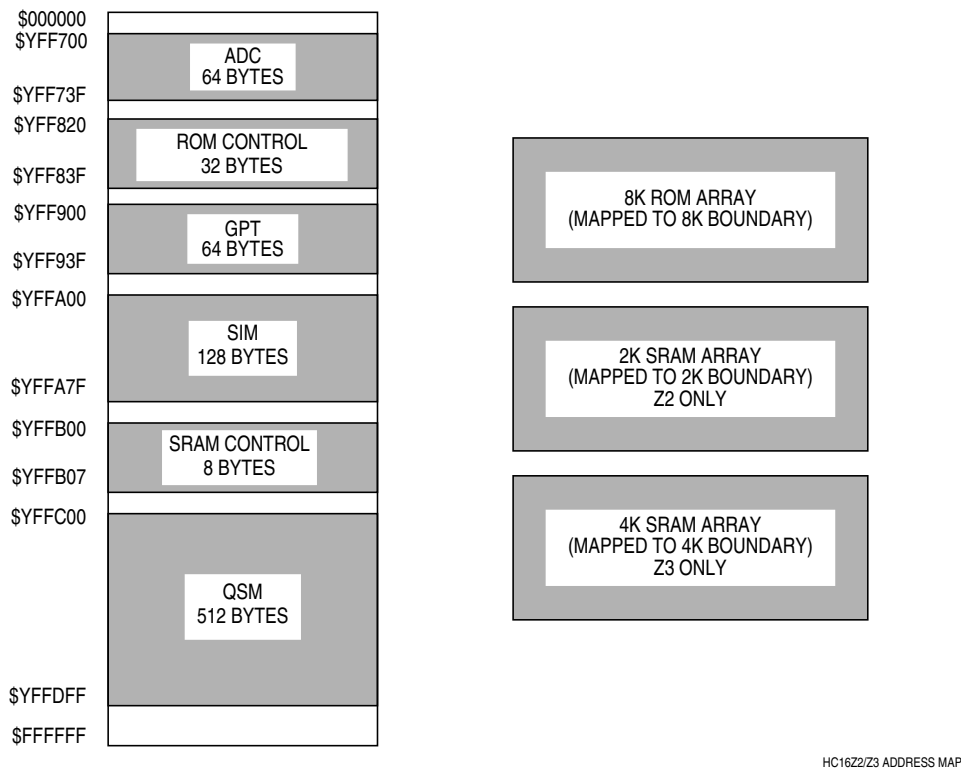 $000000
$YFF700
ADC
64 BYTES
$YFF73F
$YFF820
ROM CONTROL
32 BYTES
$YFF83F
$YFF900
GPT
64 BYTES
$YFF93F
$YFFA00
SIM
128 BYTES
$YFFA7F
$YFFB00
SRAM CONTROL
8 BYTES
$YFFB07
$YFFC00
QSM
512 BYTES
$YFFDFF
$FFFFFF
8K ROM ARRAY
(MAPPED TO 8K BOUNDARY)
2K SRAM ARRAY
(MAPPED TO 2K BOUNDARY)
Z2 ONLY
4K SRAM ARRAY
(MAPPED TO 4K BOUNDARY)
Z3 ONLY
HC16Z2/Z3 ADDRESS MAP